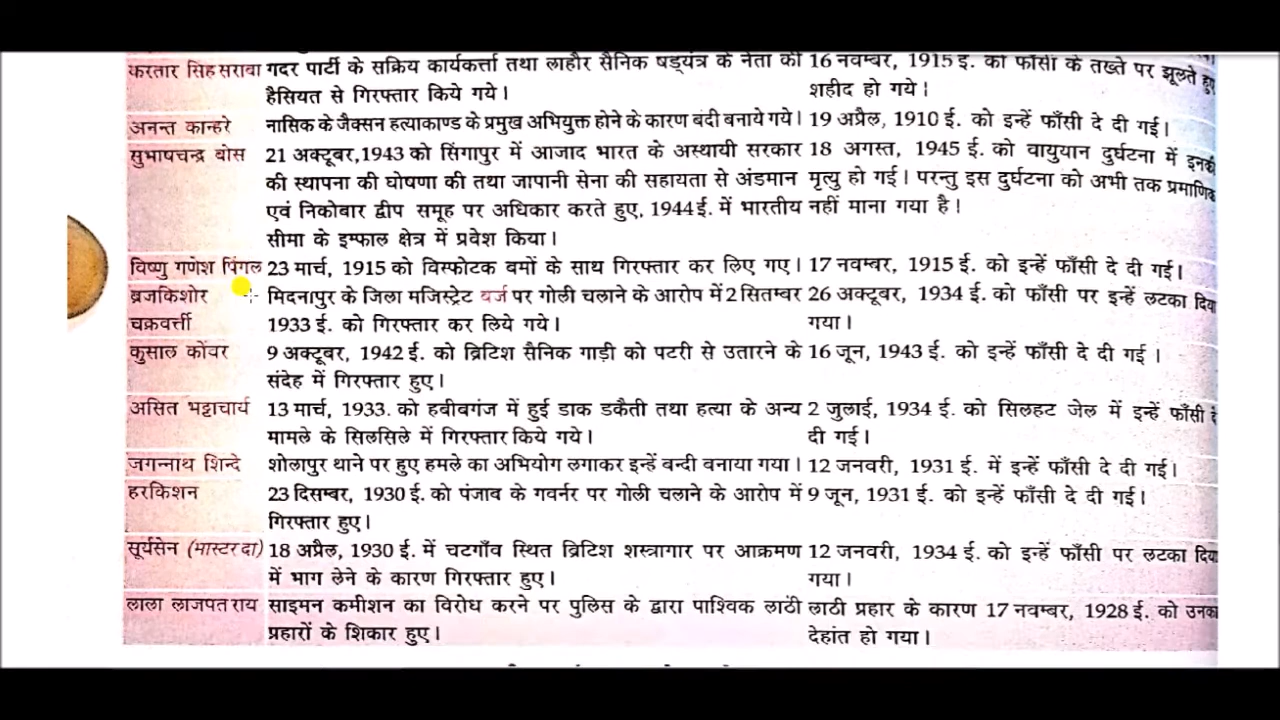 करतार सिंह सराबा गदर पार्टी के सक्रिय कार्यकर्त्ता तथा लाहौर सैनिक षड्यंत्र के नेता की 16 नवम्बर, 1915 ई. को फाँसी के तख्ते पर झूलते हुए
हैसियत से गिरफ्तार किये गये। शहीद हो गये।
अनन्त कान्हरे नासिक के जैक्सन हत्याकाण्ड के प्रमुख अभियुक्त होने के कारण बंदी बनाये गये। 19 अप्रैल, 1910 ई. को इन्हें फाँसी दे दी गई।
सुभाषचन्द्र बोस 21 अक्टूबर,1943 को सिंगापुर में आजाद भारत के अस्थायी सरकार 18 अगस्त, 1945 ई. को वायुयान दुर्घटना में इनकी
की स्थापना की घोषणा की तथा जापानी सेना की सहायता से अंडमान मृत्यु हो गई। परन्तु इस दुर्घटना को अभी तक प्रमाणिक
एवं निकोबार द्वीप समूह पर अधिकार करते हुए, 1944 ई. में भारतीय नहीं माना गया है।
सीमा के इम्फाल क्षेत्र में प्रवेश किया।
विष्णु गणेश पिंगल 23 मार्च, 1915 को विस्फोटक बमों के साथ गिरफ्तार कर लिए गए। 17 नवम्बर, 1915 ई. को इन्हें फाँसी दे दी गई।
ब्रजकिशोर मिदनापुर के जिला मजिस्ट्रेट बर्ज पर गोली चलाने के आरोप में 2 सितम्बर 26 अक्टूबर, 1934 ई. को फाँसी पर इन्हें लटका दिया
चक्रवर्त्ती 1933 ई. को गिरफ्तार कर लिये गये। गया।
कुसाल कोंवर 9 अक्टूबर, 1942 ई. को ब्रिटिश सैनिक गाड़ी को पटरी से उतारने के 16 जून, 1943 ई. को इन्हें फाँसी दे दी गई।
संदेह में गिरफ्तार हुए।
असित भट्टाचार्य 13 मार्च, 1933. को हबीबगंज में हुई डाक डकैती तथा हत्या के अन्य 2 जुलाई, 1934 ई. को सिलहट जेल में इन्हें फाँसी दे
मामले के सिलसिले में गिरफ्तार किये गये। दी गई।
जगन्नाथ शिन्दे शोलापुर थाने पर हुए हमले का अभियोग लगाकर इन्हें बन्दी बनाया गया। 12 जनवरी, 1931 ई. में इन्हें फाँसी दे दी गई।
हरकिशन 23 दिसम्बर, 1930 ई. को पंजाब के गवर्नर पर गोली चलाने के आरोप में 9 जून, 1931 ई. को इन्हें फाँसी दे दी गई।
गिरफ्तार हुए।
सूर्यसेन (मास्टर दा) 18 अप्रैल, 1930 ई. में चटगाँव स्थित ब्रिटिश शस्त्रागार पर आक्रमण 12 जनवरी, 1934 ई. को इन्हें फाँसी पर लटका दिया
में भाग लेने के कारण गिरफ्तार हुए। गया।
लाला लाजपत राय साइमन कमीशन का विरोध करने पर पुलिस के द्वारा पाश्विक लाठी लाठी प्रहार के कारण 17 नवम्बर, 1928 ई. को उनका
प्रहारों के शिकार हुए। देहांत हो गया।